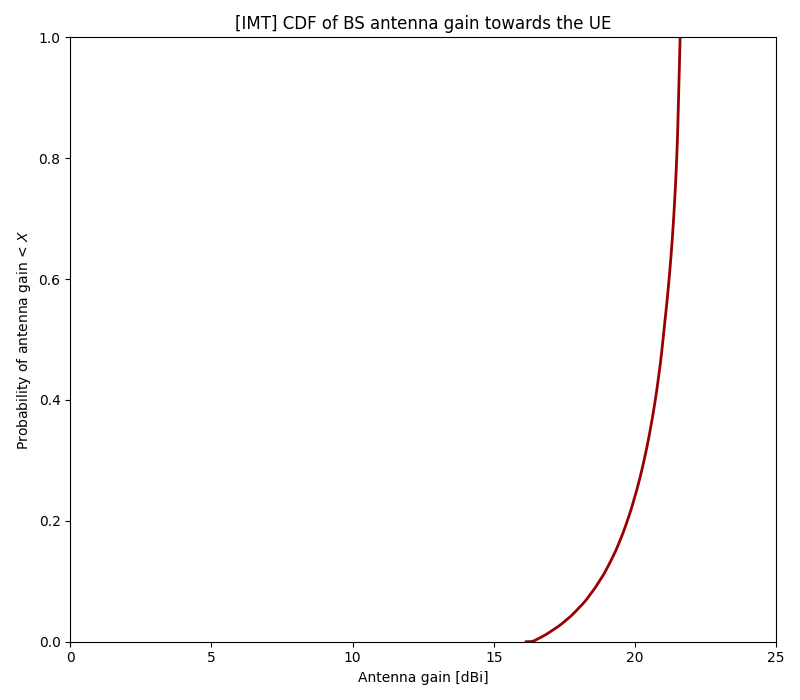 [IMT] CDF of BS antenna gain towards the UE
Probability of antenna gain < X
1.0
0.8
0.6
0.4
0.2
0.0
0 5 10 15 20 25
Antenna gain [dBi]